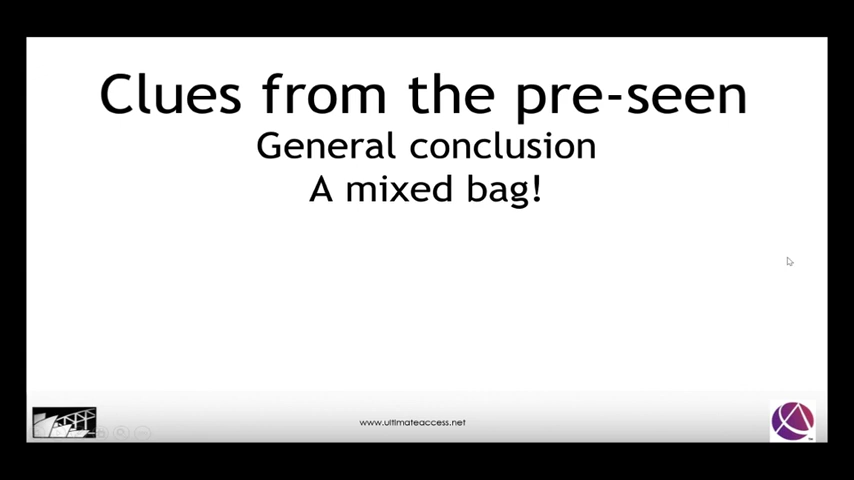 Clues from the pre-seen
General conclusion
A mixed bag!
www.ultimateaccess.net